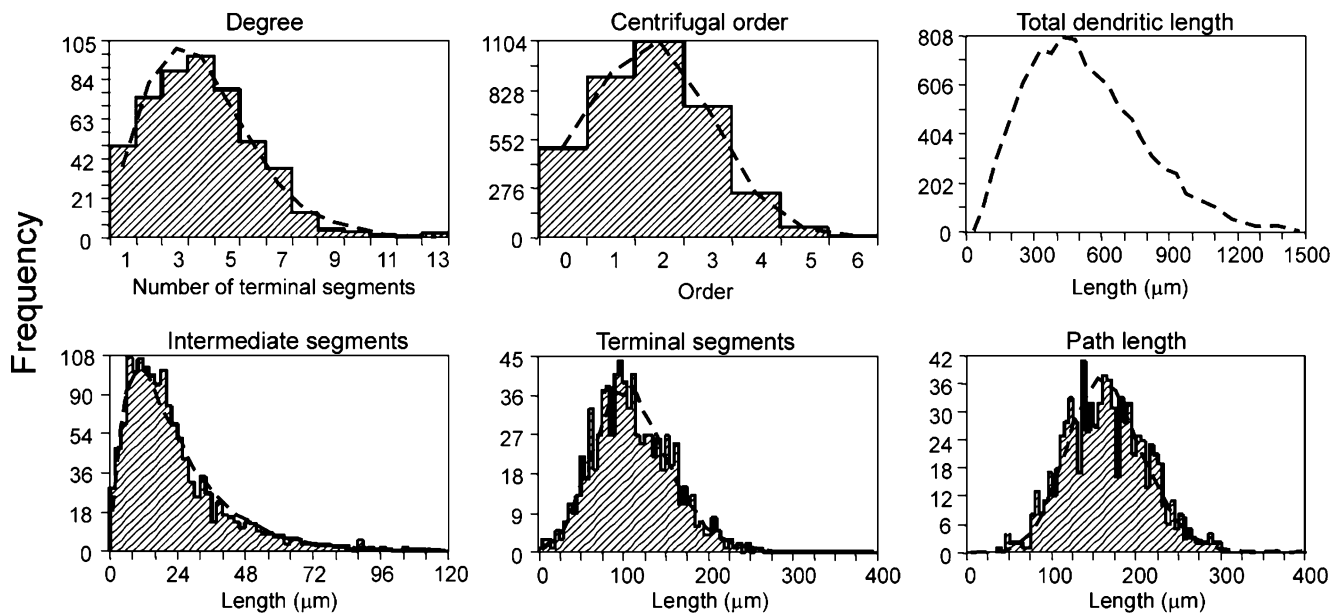 Frequency
Degree
105
84
63
42
21
0
1 3 5 7 9 11 13
Number of terminal segments
Centrifugal order
1104
828
552
276
0
0 1 2 3 4 5 6
Order
Total dendritic length
808
606
404
202
0
300 600 900 1200 1500
Length (μm)
Intermediate segments
108
90
54
36
18
0
0 24 48 72 96 120
Length (μm)
Terminal segments
45
36
27
18
9
0
0 100 200 300 400
Length (μm)
Path length
42
36
30
24
18
12
6
0
100 200 300 400
Length (μm)